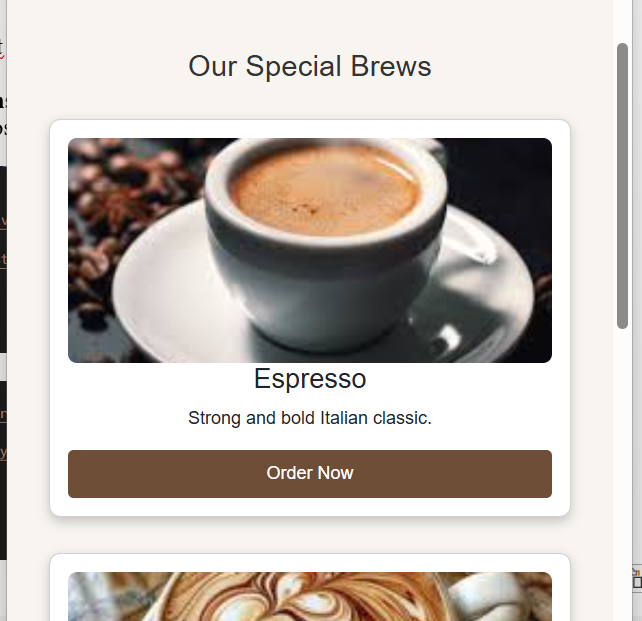 Our Special Brews
Espresso
Strong and bold Italian classic.
Order Now